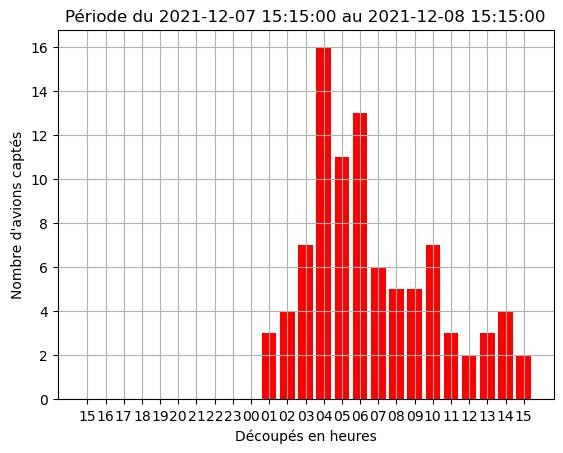 Période du 2021-12-07 15:15:00 au 2021-12-08 15:15:00
16
14
12
10
8
6
4
2
0
Nombre d'avions captés
15 16 17 18 19 20 21 22 23 00 01 02 03 04 05 06 07 08 09 10 11 12 13 14 15
Découpés en heures